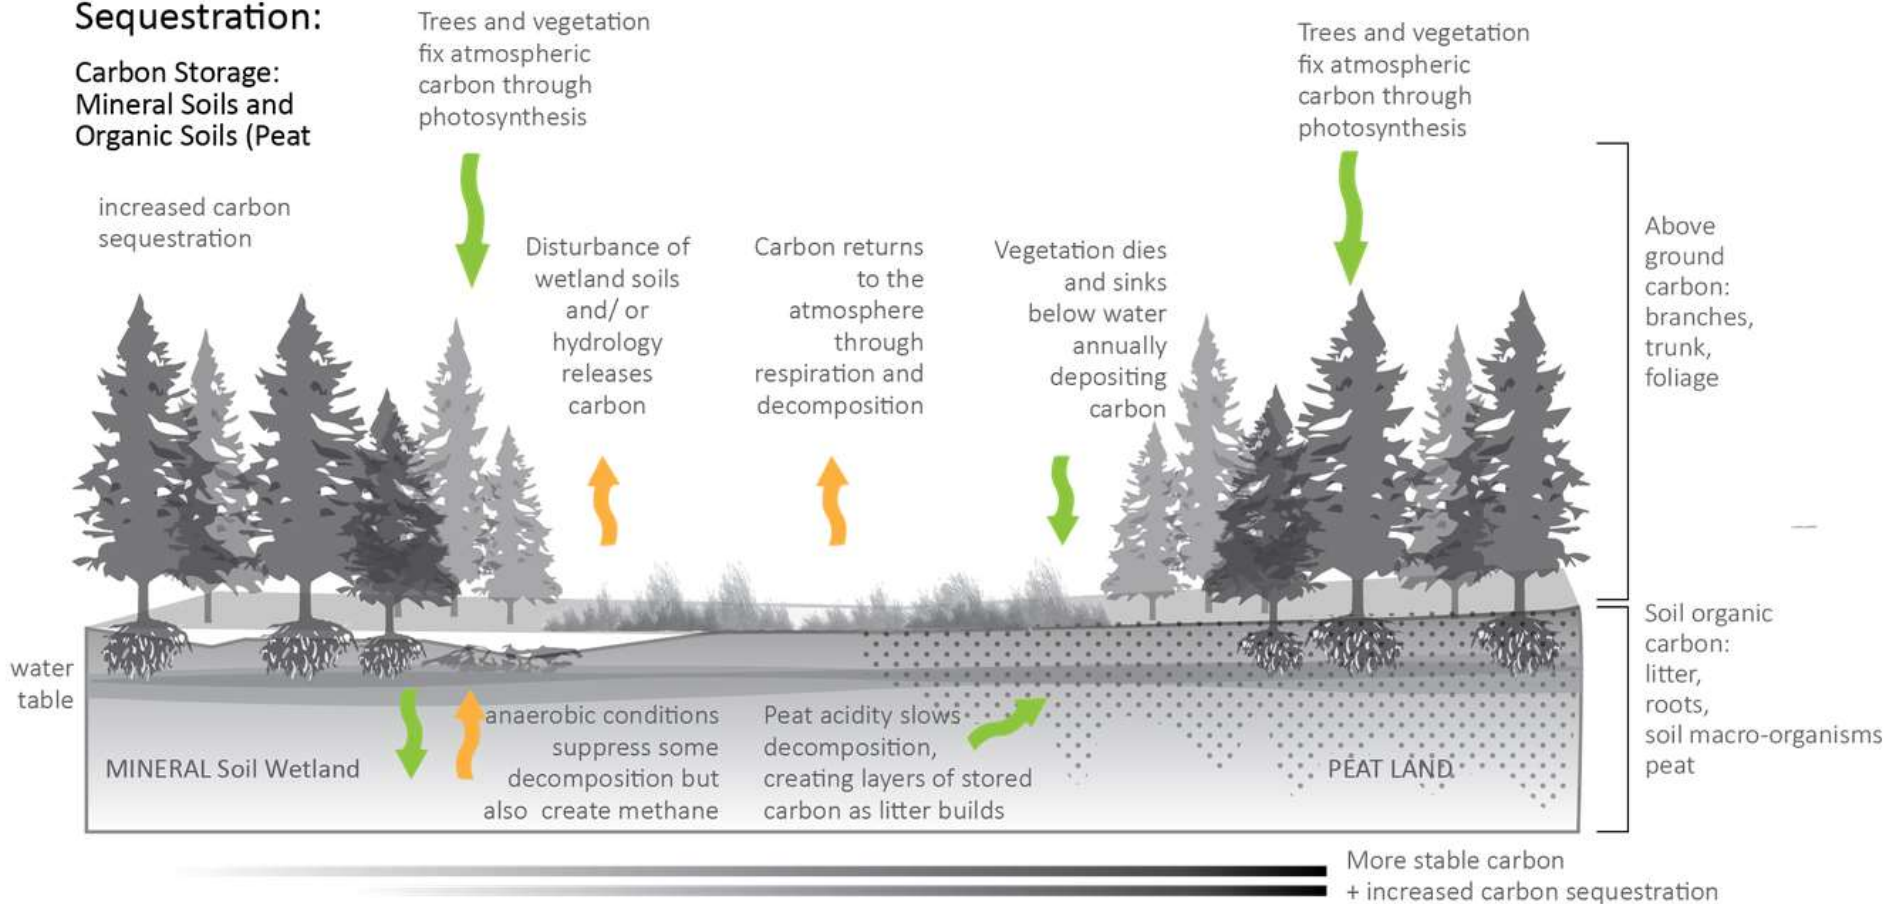 Sequestration:
Carbon Storage:
Mineral Soils and
Organic Soils (Peat
increased carbon
sequestration
Trees and vegetation
fix atmospheric
carbon through
photosynthesis
Disturbance of
wetland soils
and/ or
hydrology
releases
carbon
Carbon returns
to the
atmosphere
through
respiration and
decomposition
Vegetation dies
and sinks
below water
annually
depositing
carbon
Trees and vegetation
fix atmospheric
carbon through
photosynthesis
Above
ground
carbon:
branches,
trunk,
foliage
Soil organic
carbon:
litter,
roots,
soil macro-organisms
peat
water
table
MINERAL Soil Wetland
anaerobic conditions
suppress some
decomposition but
also create methane
Peat acidity slows
decomposition,
creating layers of stored
carbon as litter builds
PEAT LAND
More stable carbon
+ increased carbon sequestration